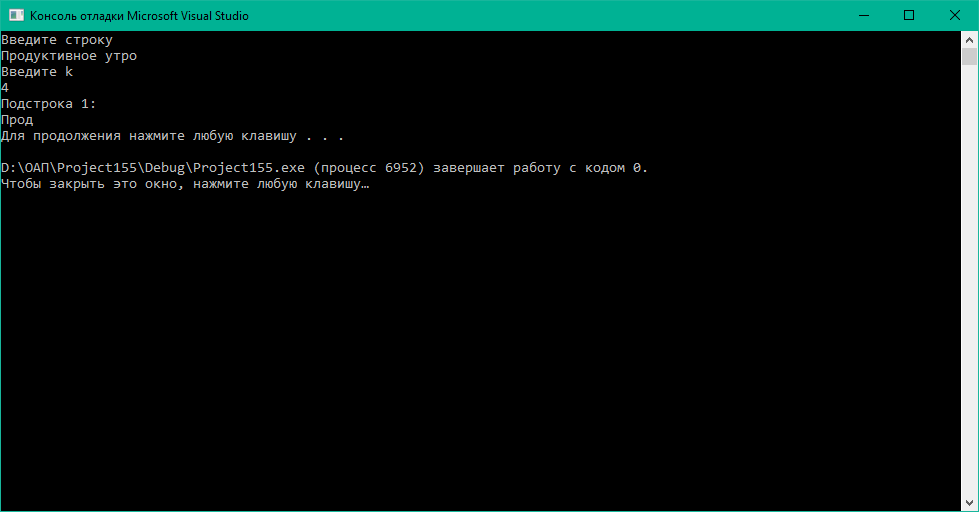 Консоль отладки Microsoft Visual Studio
Введите строку
Продуктивное утро
Введите k
4
Подстрока 1:
Прод
Для продолжения нажмите любую клавишу . . .
D:\ОАП\Project155\Debug\Project155.exe (процесс 6952) завершает работу с кодом 0.
Чтобы закрыть это окно, нажмите любую клавишу…